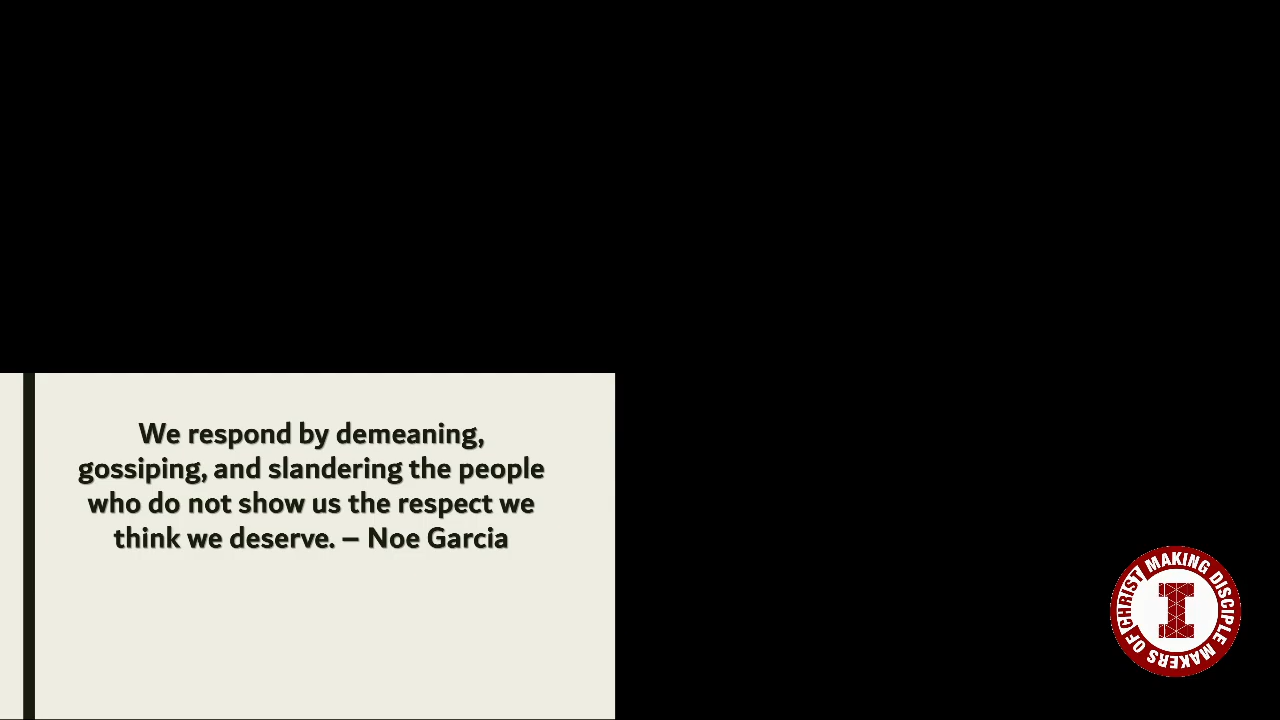 We respond by demeaning,
gossiping, and slandering the people
who do not show us the respect we
think we deserve. – Noe Garcia
MAKING DISCIPLE MAKERS OF CHRIST
I